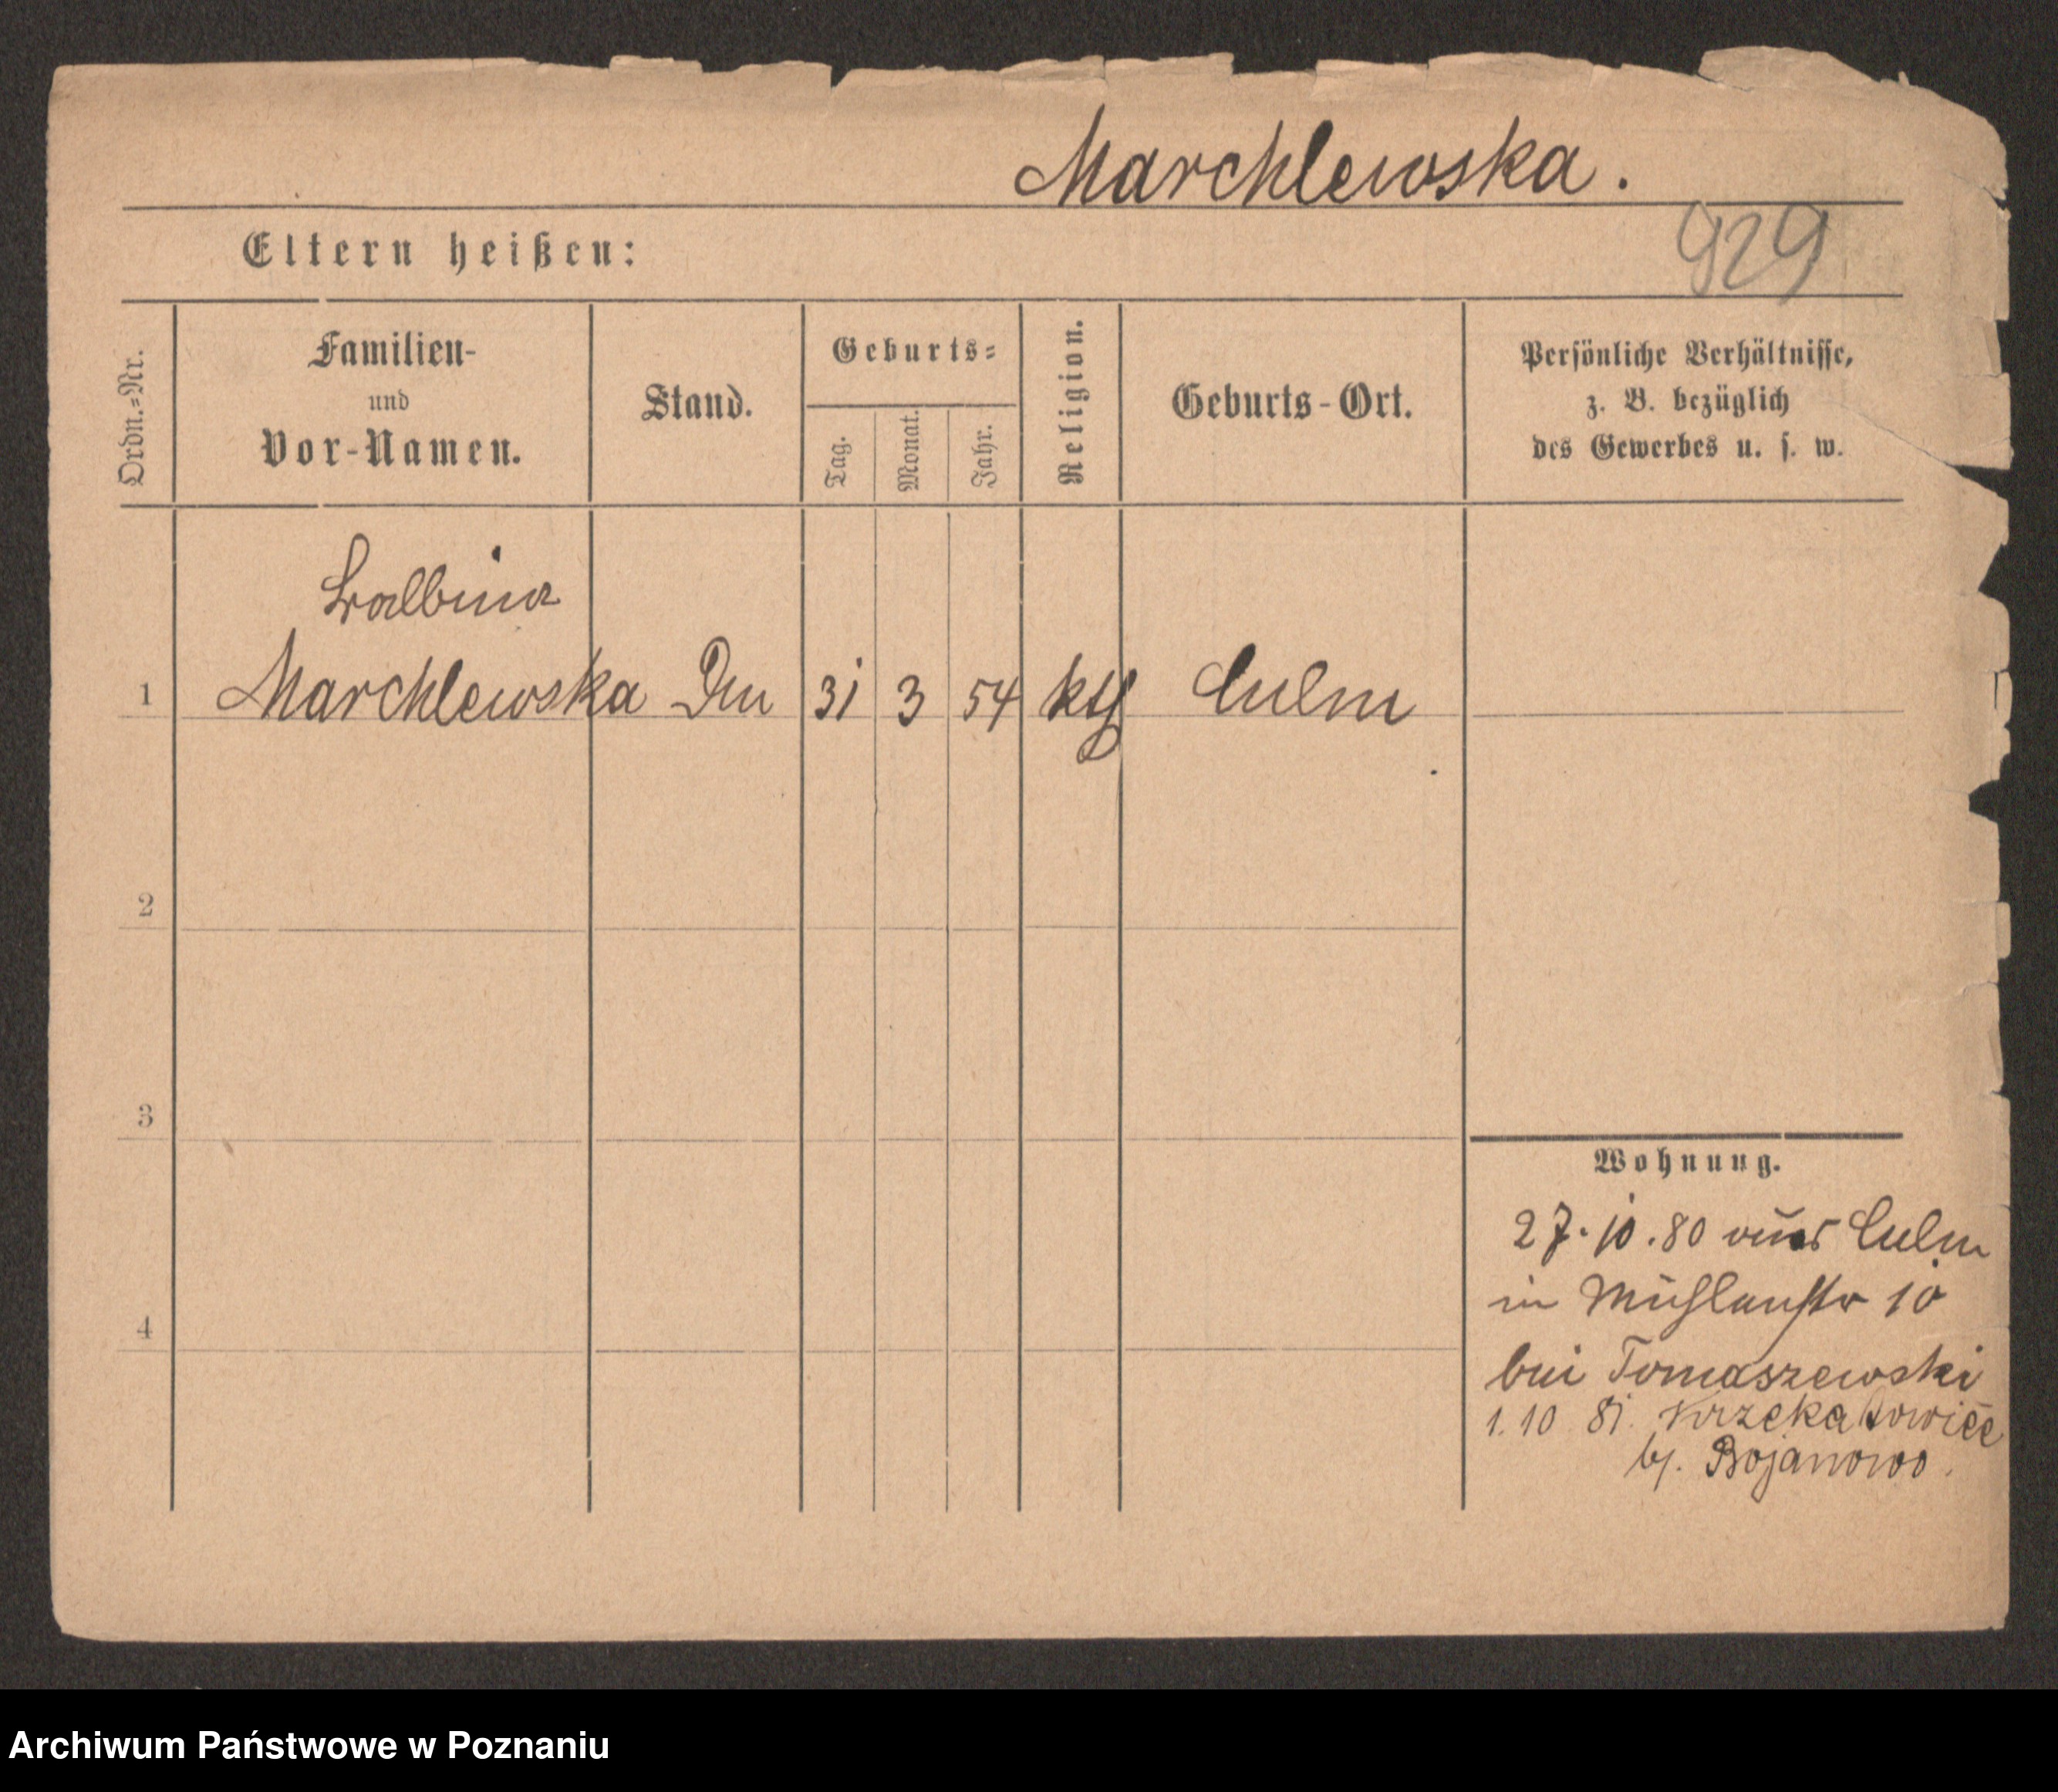 Marchlewska.
929
Eltern heißen:
Ordn.=Nr.
Familien-
und
Vor-Namen.
Stand.
Geburts=
Tag.
Monat.
Jahr.
Religion.
Geburts-Ort.
Persönliche Verhältnisse,
z. B. bezüglich
des Gewerbes u. s. w.
Balbina
1 Marchlewska 31 3 54 kth Culm
2
3
4
Wohnung.
27.10.80 aus Culm
in Mühlenstr 10
bei Tomaszewski
1.10 81.
b/. Bojanowo.
Archiwum Państwowe w Poznaniu